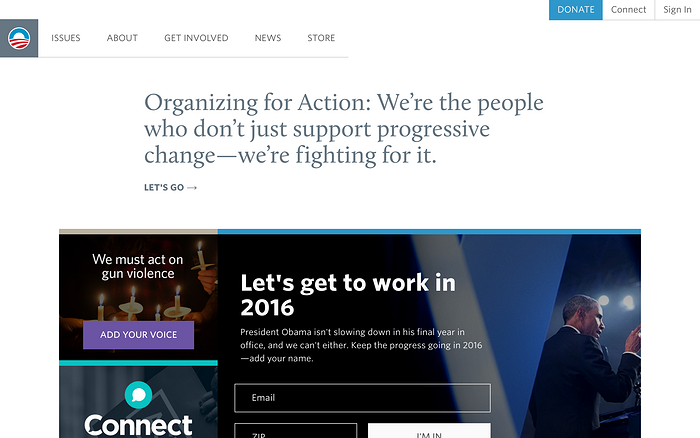 DONATE Connect Sign In
ISSUES ABOUT GET INVOLVED NEWS STORE
Organizing for Action: We’re the people
who don’t just support progressive
change—we’re fighting for it.
LET'S GO →
We must act on
gun violence
ADD YOUR VOICE
Connect
Let's get to work in
2016
President Obama isn't slowing down in his final year in
office, and we can't either. Keep the progress going in 2016
—add your name.
Email
ZIP
I'M IN